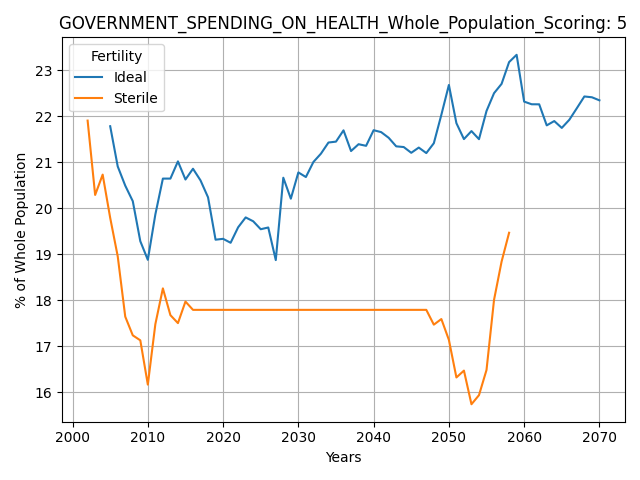 GOVERNMENT_SPENDING_ON_HEALTH_Whole_Population_Scoring: 5
Fertility
Ideal
Sterile
% of Whole Population
23
22
21
20
19
18
17
16
2000 2010 2020 2030 2040 2050 2060 2070
Years